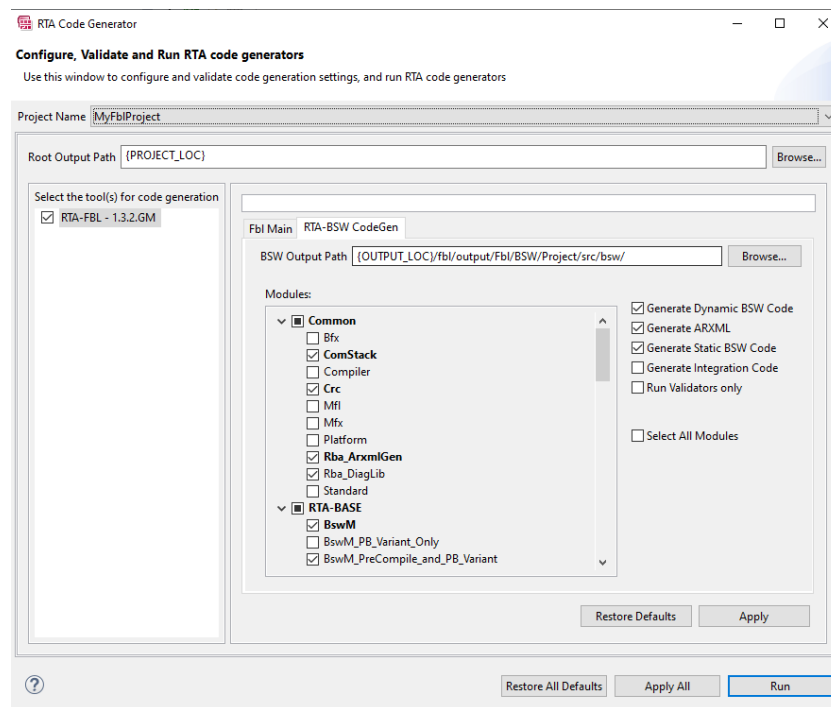 RTA Code Generator
Configure, Validate and Run RTA code generators
Use this window to configure and validate code generation settings, and run RTA code generators
Project Name MyFblProject
Root Output Path {PROJECT_LOC} Browse...
Select the tool(s) for code generation
RTA-FBL - 1.3.2.GM
Fbl Main RTA-BSW CodeGen
BSW Output Path {OUTPUT_LOC}/fbl/output/Fbl/BSW/Project/src/bsw/ Browse...
Modules:
Common
Bfx
ComStack
Compiler
Crc
Mfl
Mfx
Platform
Rba_ArxmlGen
Rba_DiagLib
Standard
RTA-BASE
BswM
BswM_PB_Variant_Only
BswM_PreCompile_and_PB_Variant
Generate Dynamic BSW Code
Generate ARXML
Generate Static BSW Code
Generate Integration Code
Run Validators only
Select All Modules
Restore Defaults Apply
? Restore All Defaults Apply All Run